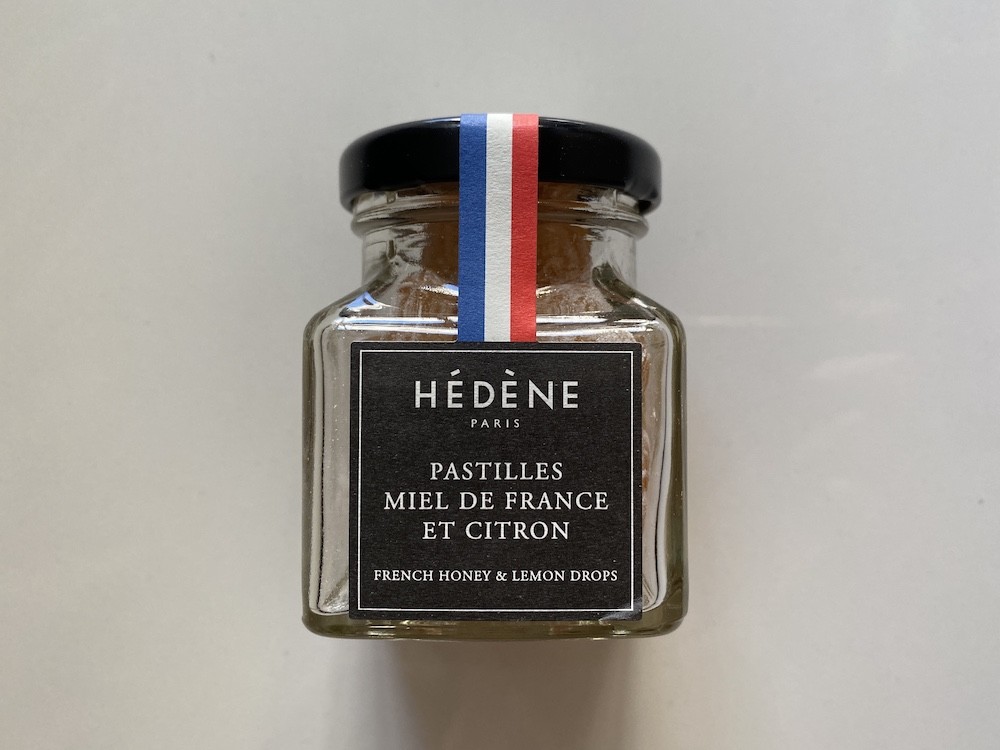 HÉDÈNE
PARIS
PASTILLES
MIEL DE FRANCE
ET CITRON
FRENCH HONEY & LEMON DROPS